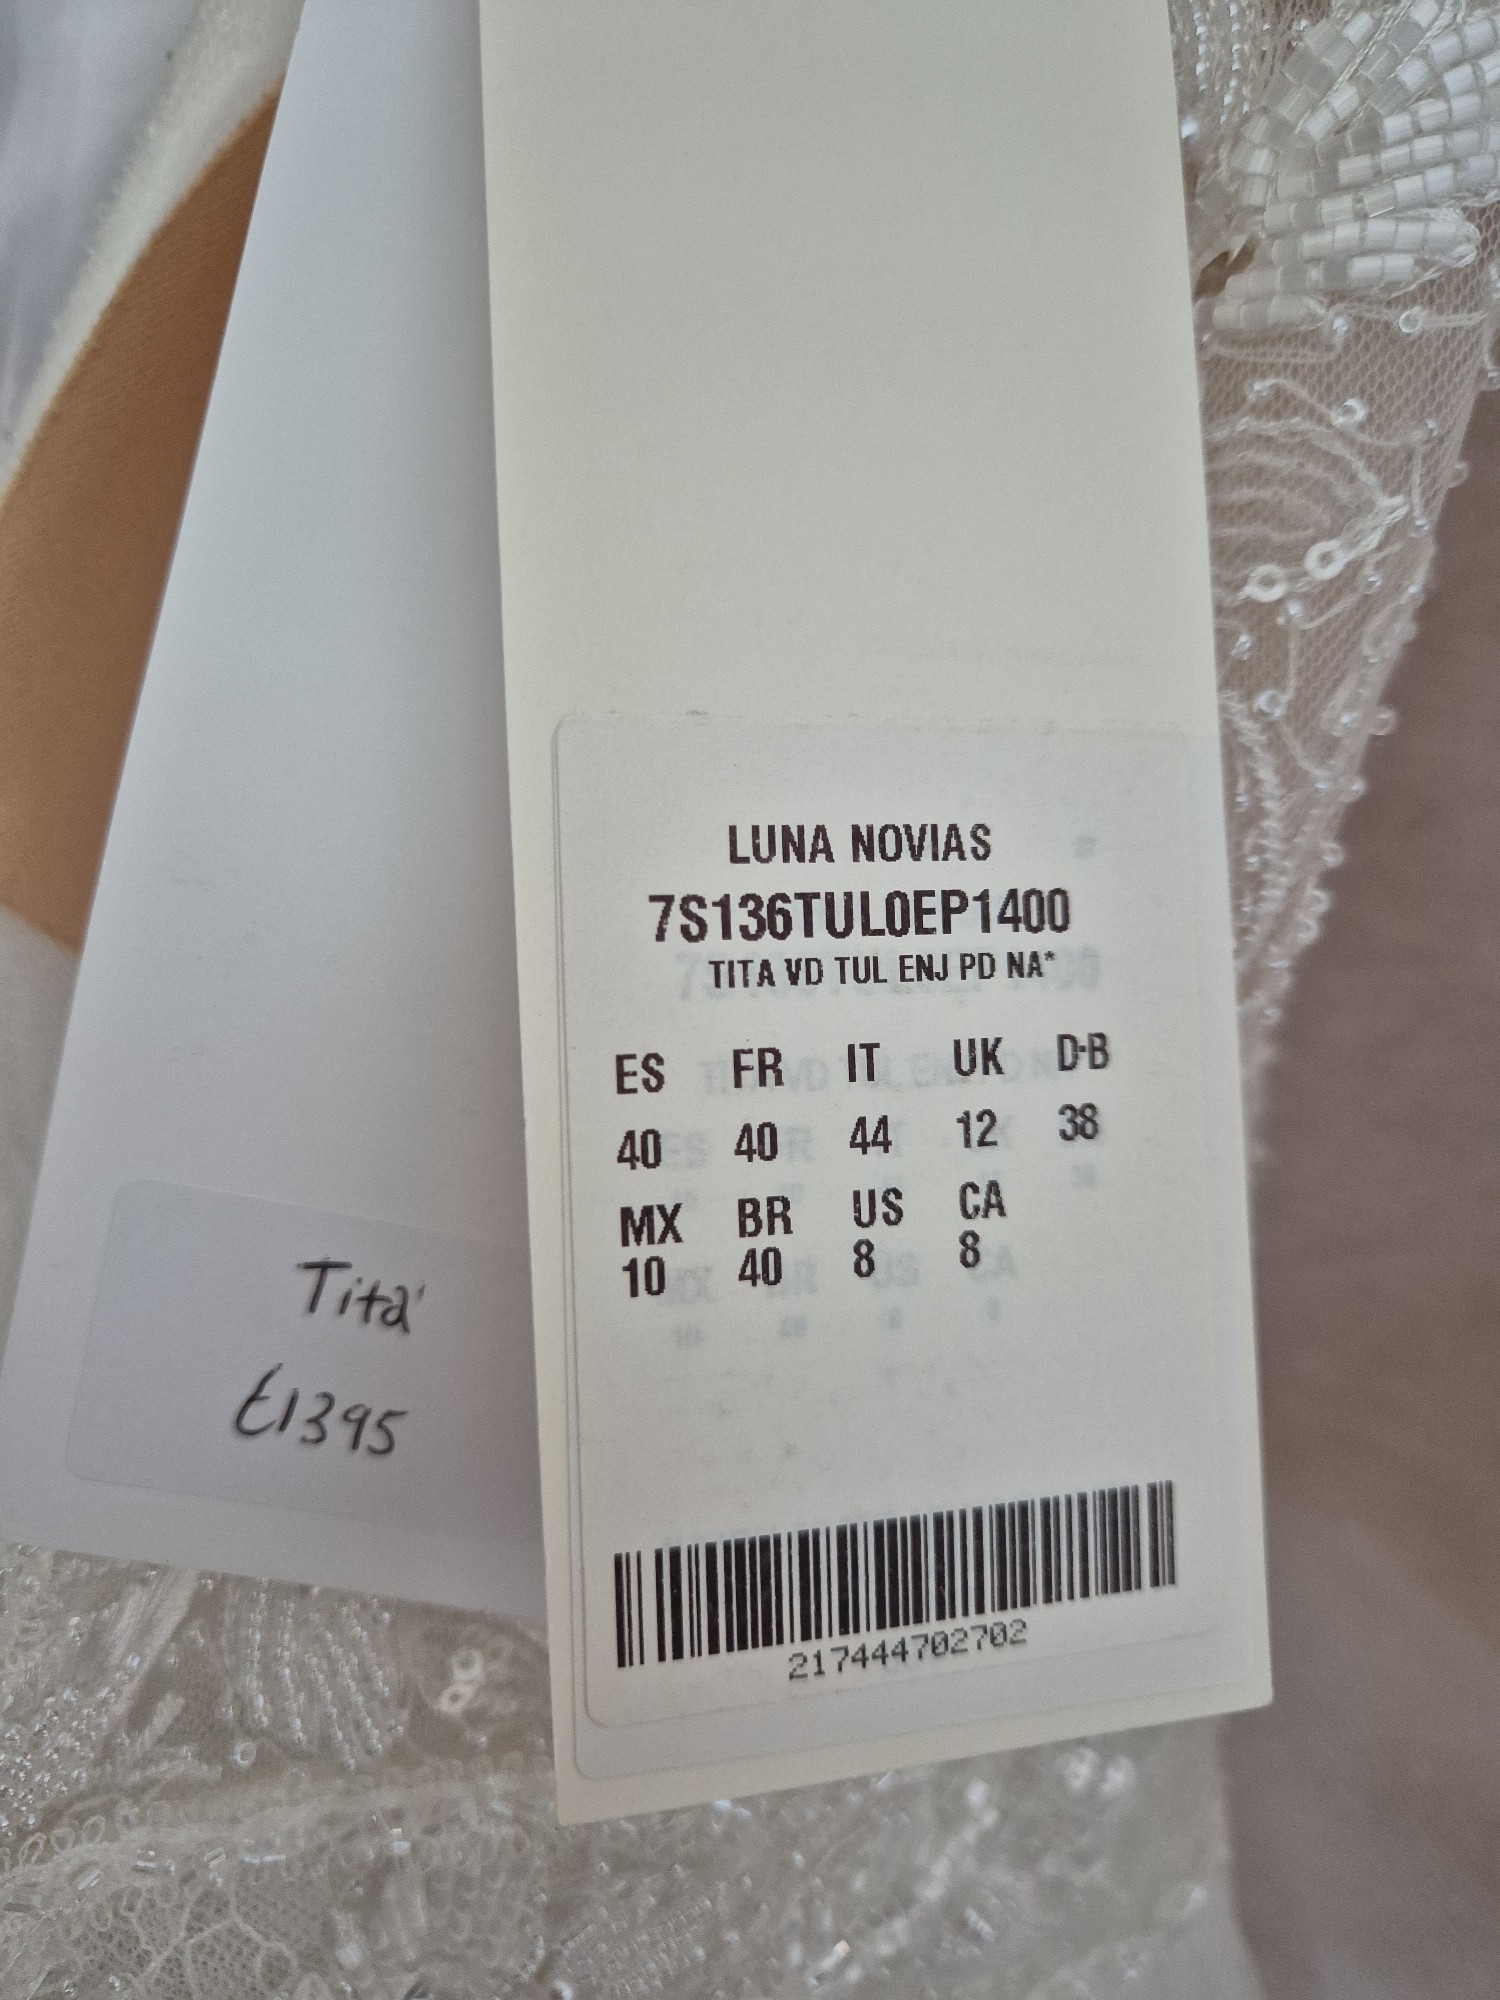 LUNA NOVIAS
7S136TUL0EP1400
TITA VD TUL ENJ PD NA*
ES FR IT UK D-B
40 40 44 12 38
MX BR US CA
10 40 8 8
217444702702
Tita
£1395